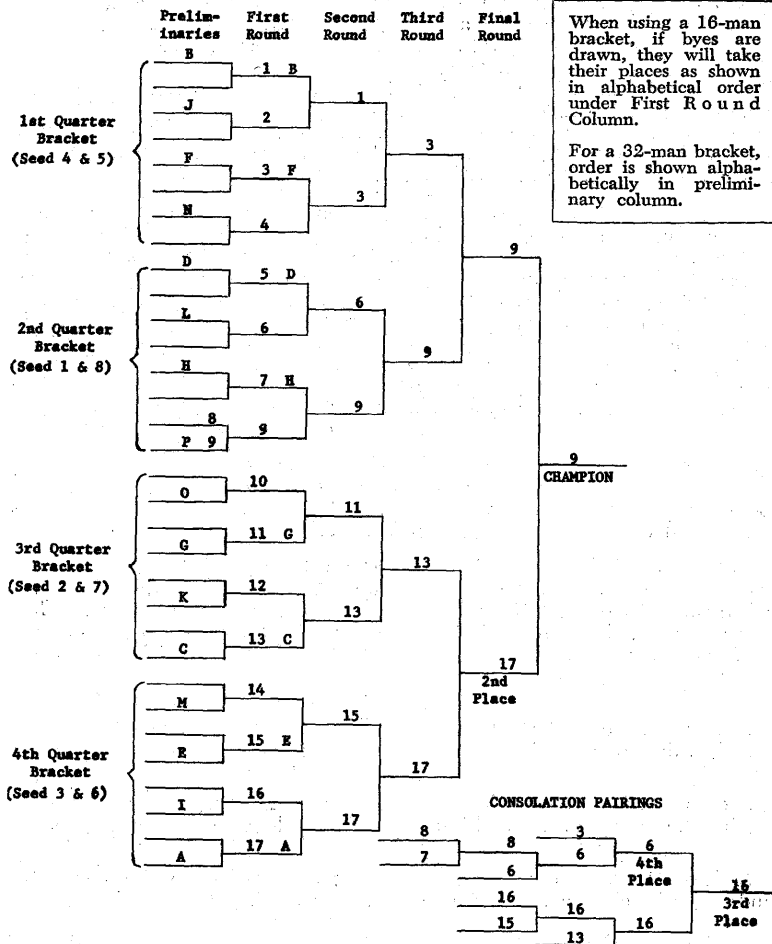 Prelim- First Second Third Final
inaries Round Round Round Round
When using a 16-man
bracket, if byes are
drawn, they will take
their places as shown
in alphabetical order
under First Round
Column.
For a 32-man bracket,
order is shown alpha-
betically in prelimi-
nary column.
1st Quarter
Bracket
(Seed 4 & 5)
B
J
F
N
1 B
2
3 F
4
1
3
3
2nd Quarter
Bracket
(Seed 1 & 8)
D
L
H
8
P 9
5 D
6
7 H
9
6
9
9
9
9
CHAMPION
3rd Quarter
Bracket
(Seed 2 & 7)
O
G
K
C
10
11 G
12
13 C
11
13
13
17
2nd
Place
4th Quarter
Bracket
(Seed 3 & 6)
M
E
I
A
14
15 E
16
17 A
15
17
17
CONSOLATION PAIRINGS
8
7
8
6
3
6
6
4th
Place
16
15
16
13
16
16
3rd
Place